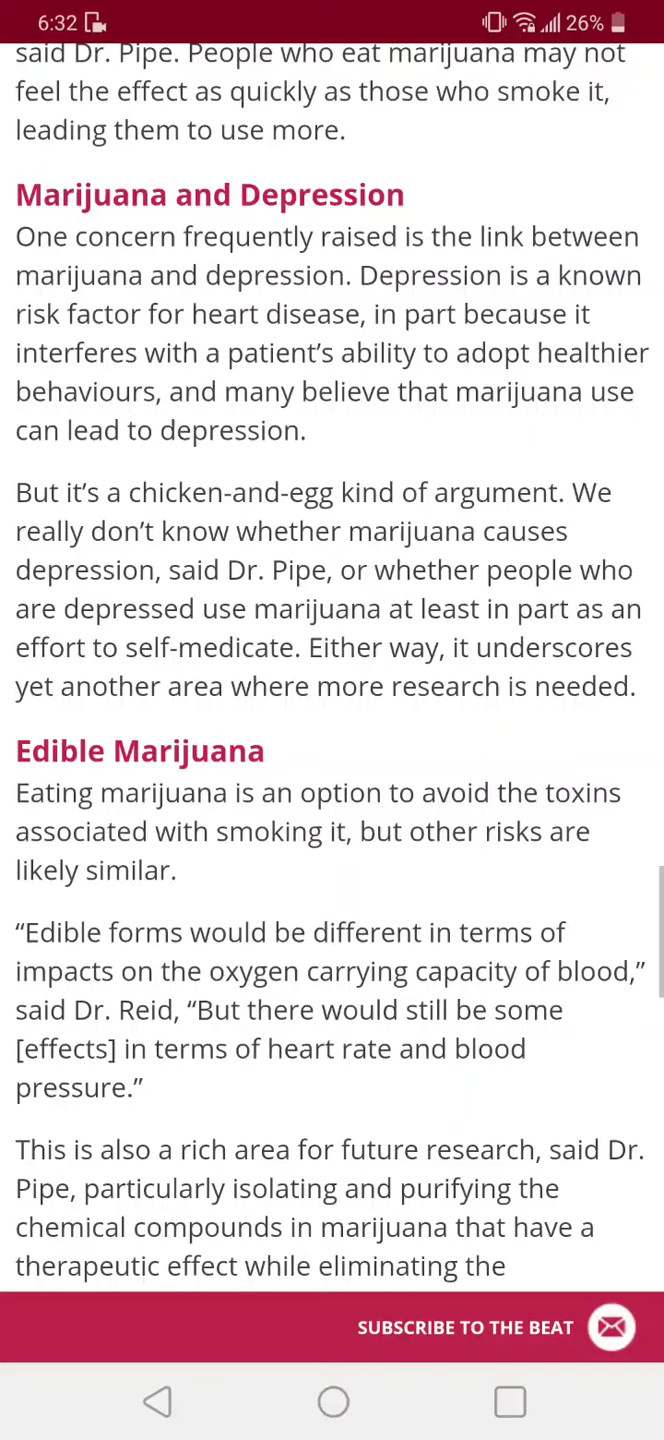 6:32 26%
said Dr. Pipe. People who eat marijuana may not
feel the effect as quickly as those who smoke it,
leading them to use more.
Marijuana and Depression
One concern frequently raised is the link between
marijuana and depression. Depression is a known
risk factor for heart disease, in part because it
interferes with a patient’s ability to adopt healthier
behaviours, and many believe that marijuana use
can lead to depression.
But it’s a chicken-and-egg kind of argument. We
really don’t know whether marijuana causes
depression, said Dr. Pipe, or whether people who
are depressed use marijuana at least in part as an
effort to self-medicate. Either way, it underscores
yet another area where more research is needed.
Edible Marijuana
Eating marijuana is an option to avoid the toxins
associated with smoking it, but other risks are
likely similar.
“Edible forms would be different in terms of
impacts on the oxygen carrying capacity of blood,”
said Dr. Reid, “But there would still be some
[effects] in terms of heart rate and blood
pressure.”
This is also a rich area for future research, said Dr.
Pipe, particularly isolating and purifying the
chemical compounds in marijuana that have a
therapeutic effect while eliminating the
SUBSCRIBE TO THE BEAT